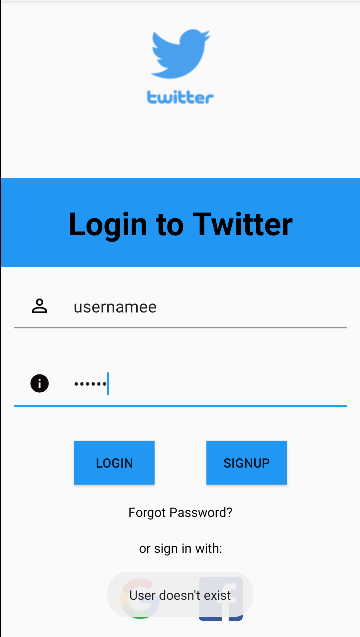 twitter
Login to Twitter
usernamee
••••••
LOGIN
SIGNUP
Forgot Password?
or sign in with:
User doesn't exist